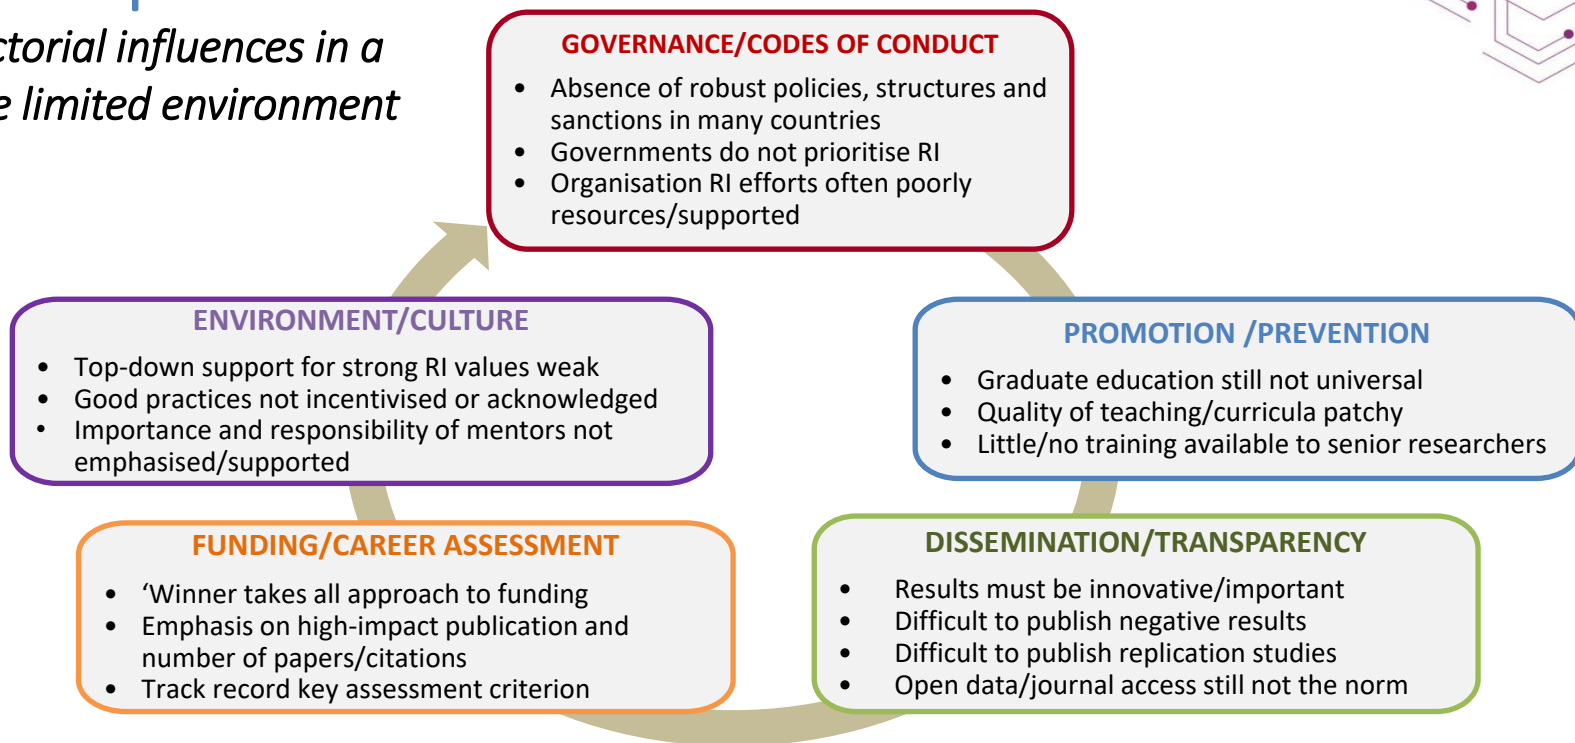 ctorial influences in a
e limited environment
GOVERNANCE/CODES OF CONDUCT
• Absence of robust policies, structures and
sanctions in many countries
• Governments do not prioritise RI
• Organisation RI efforts often poorly
resources/supported
ENVIRONMENT/CULTURE
• Top-down support for strong RI values weak
• Good practices not incentivised or acknowledged
• Importance and responsibility of mentors not
emphasised/supported
PROMOTION /PREVENTION
• Graduate education still not universal
• Quality of teaching/curricula patchy
• Little/no training available to senior researchers
FUNDING/CAREER ASSESSMENT
• ‘Winner takes all approach to funding
• Emphasis on high-impact publication and
number of papers/citations
• Track record key assessment criterion
DISSEMINATION/TRANSPARENCY
• Results must be innovative/important
• Difficult to publish negative results
• Difficult to publish replication studies
• Open data/journal access still not the norm